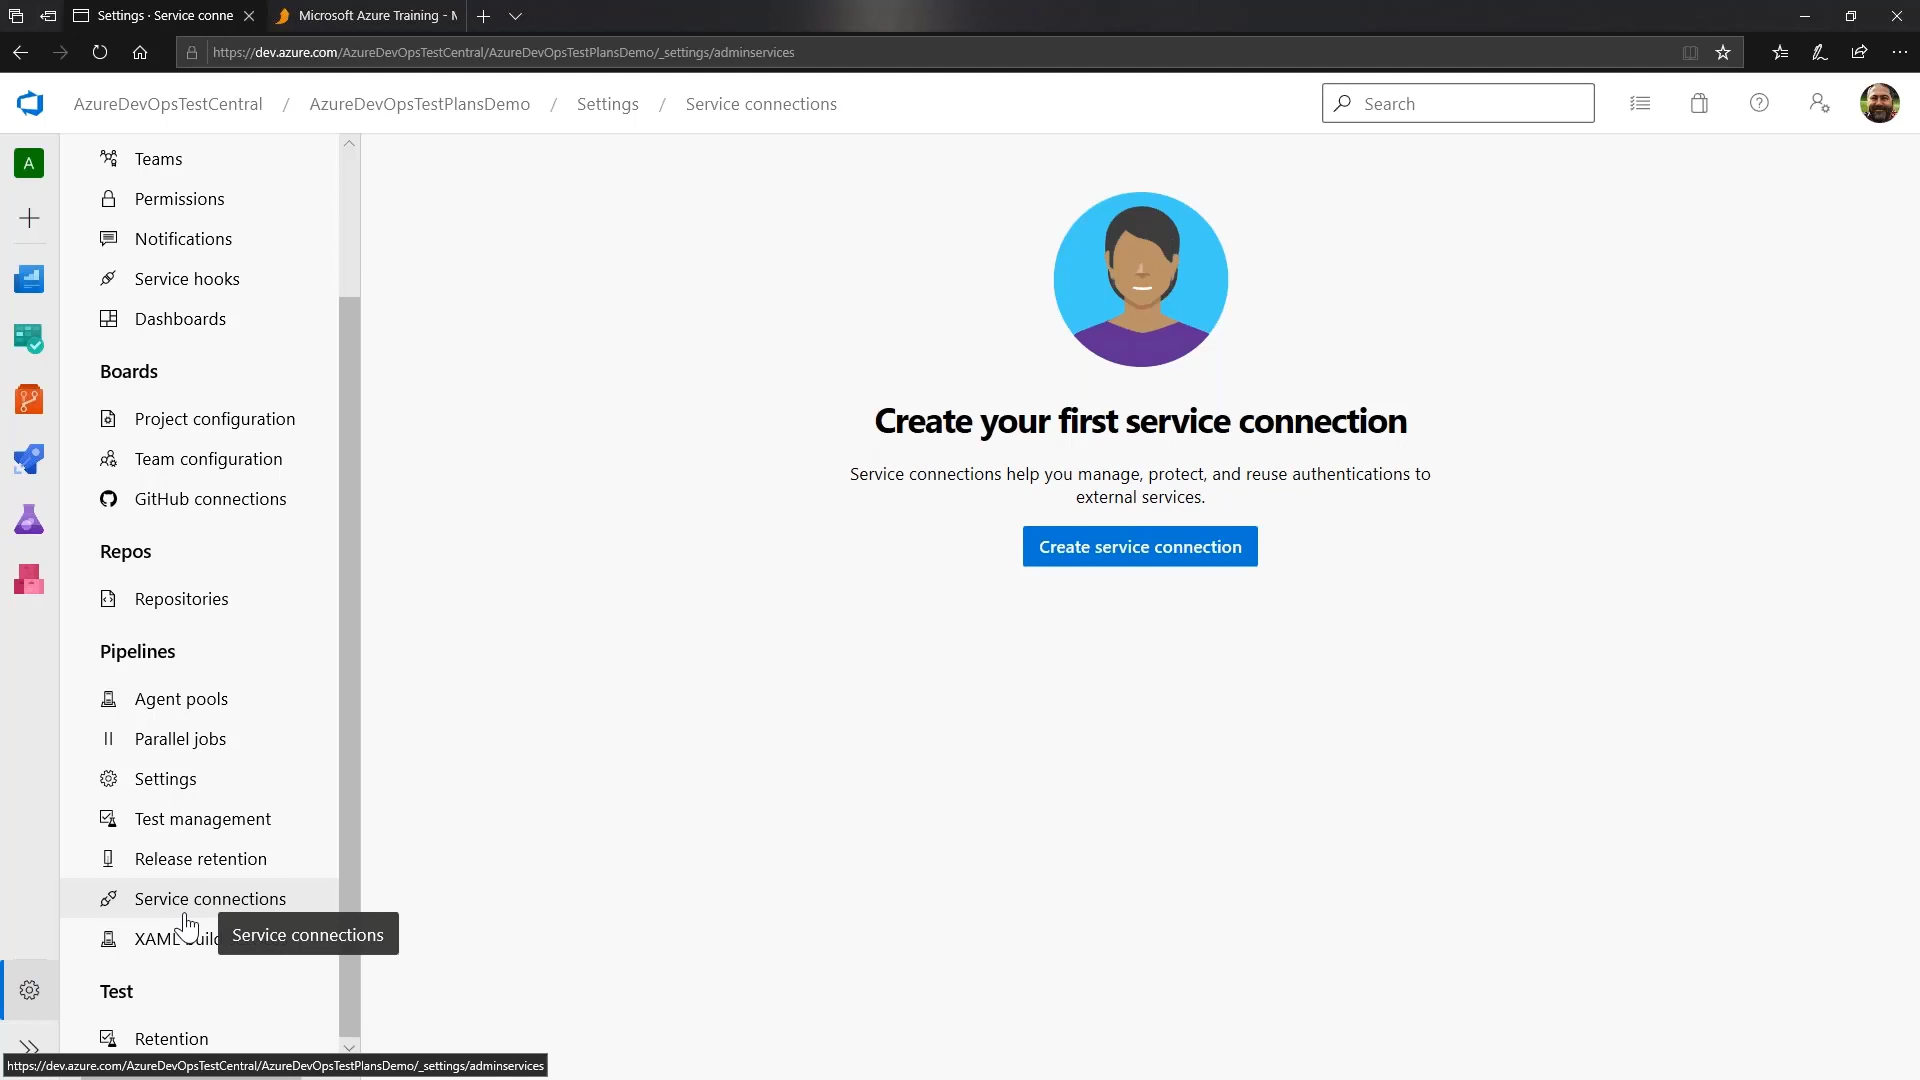 Settings · Service conne
Microsoft Azure Training - M
https://dev.azure.com/AzureDevOpsTestCentral/AzureDevOpsTestPlansDemo/_settings/adminservices
AzureDevOpsTestCentral / AzureDevOpsTestPlansDemo / Settings / Service connections
Search
A
Teams
Permissions
Notifications
Service hooks
Dashboards
Boards
Project configuration
Team configuration
GitHub connections
Repos
Repositories
Pipelines
Agent pools
Parallel jobs
Settings
Test management
Release retention
Service connections
XAML build
Service connections
Test
Retention
https://dev.azure.com/AzureDevOpsTestCentral/AzureDevOpsTestPlansDemo/_settings/adminservices
Create your first service connection
Service connections help you manage, protect, and reuse authentications to
external services.
Create service connection